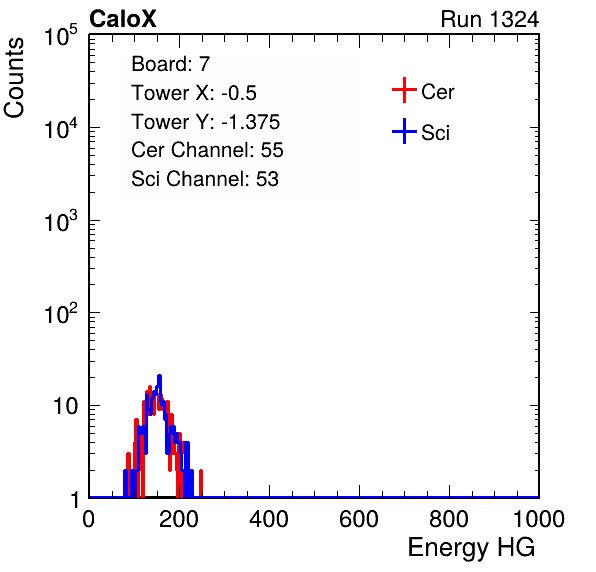 CaloX Run 1324
Counts
Board: 7
Tower X: -0.5
Tower Y: -1.375
Cer Channel: 55
Sci Channel: 53
Cer
Sci
10^5
10^4
10^3
10^2
10
1
0 200 400 600 800 1000
Energy HG